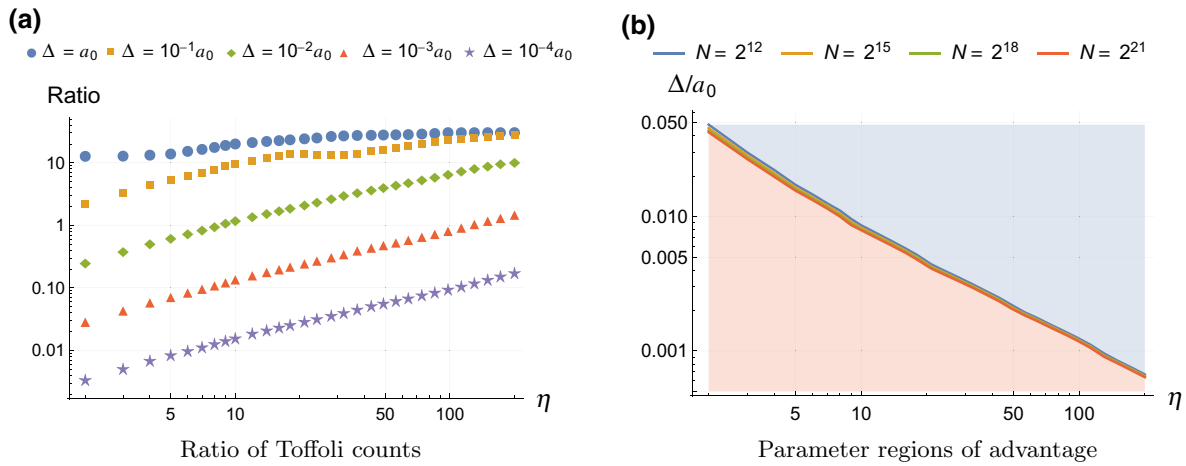 (a)
Δ = a₀ Δ = 10⁻¹a₀ Δ = 10⁻²a₀ Δ = 10⁻³a₀ Δ = 10⁻⁴a₀
Ratio
10
1
0.10
0.01
5 10 50 100 η
Ratio of Toffoli counts
(b)
N = 2¹² N = 2¹⁵ N = 2¹⁸ N = 2²¹
Δ/a₀
0.050
0.010
0.005
0.001
5 10 50 100 η
Parameter regions of advantage